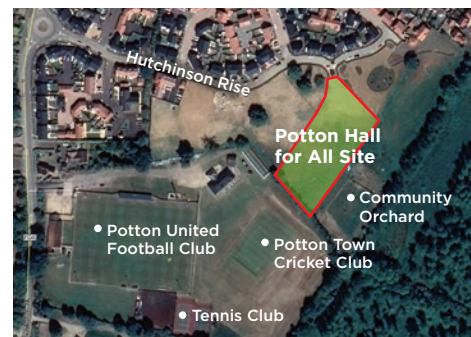 Hutchinson Rise
Potton Hall
for All Site
Community
Orchard
Potton United
Football Club
Potton Town
Cricket Club
Tennis Club